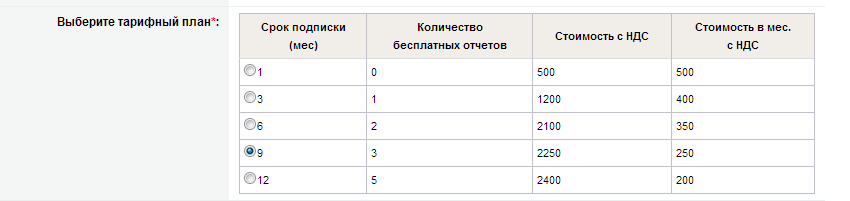 Выберите тарифный план*:
Срок подписки (мес) Количество бесплатных отчетов Стоимость с НДС Стоимость в мес. с НДС
1 0 500 500
3 1 1200 400
6 2 2100 350
9 3 2250 250
12 5 2400 200